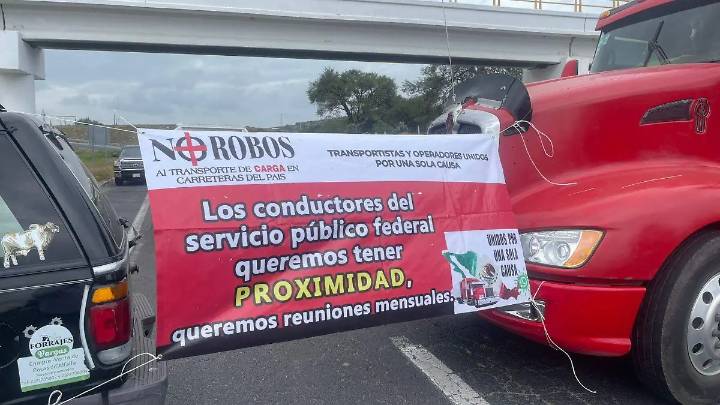 NO ROBOS
Al TRANSPORTE DE CARGA EN
CARRETERAS DEL PAIS
TRANSPORTISTAS Y OPERADORES UNIDOS
POR UNA SOLA CAUSA
Los conductores del
servicio público federal
queremos tener
PROXIMIDAD,
queremos reuniones mensuales.
UNIDOS POR
UNA SOLA
CAUSA
FORRAJES
Vargas